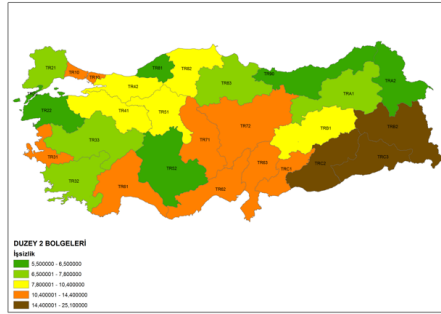 TR21
TR10
TR81
TR82
TR90
TR42
TR83
TR22
TR41
TR51
TRA1
TR33
TR71
TR72
TRB1
TRB2
TR31
TR52
TR63
TRC1
TRC2
TRC3
TR32
TR61
TR62
DUZEY 2 BOLGELERİ
İşsizlik
5,500000 - 6,500000
6,500001 - 7,800000
7,800001 - 10,400000
10,400001 - 14,400000
14,400001 - 25,100000